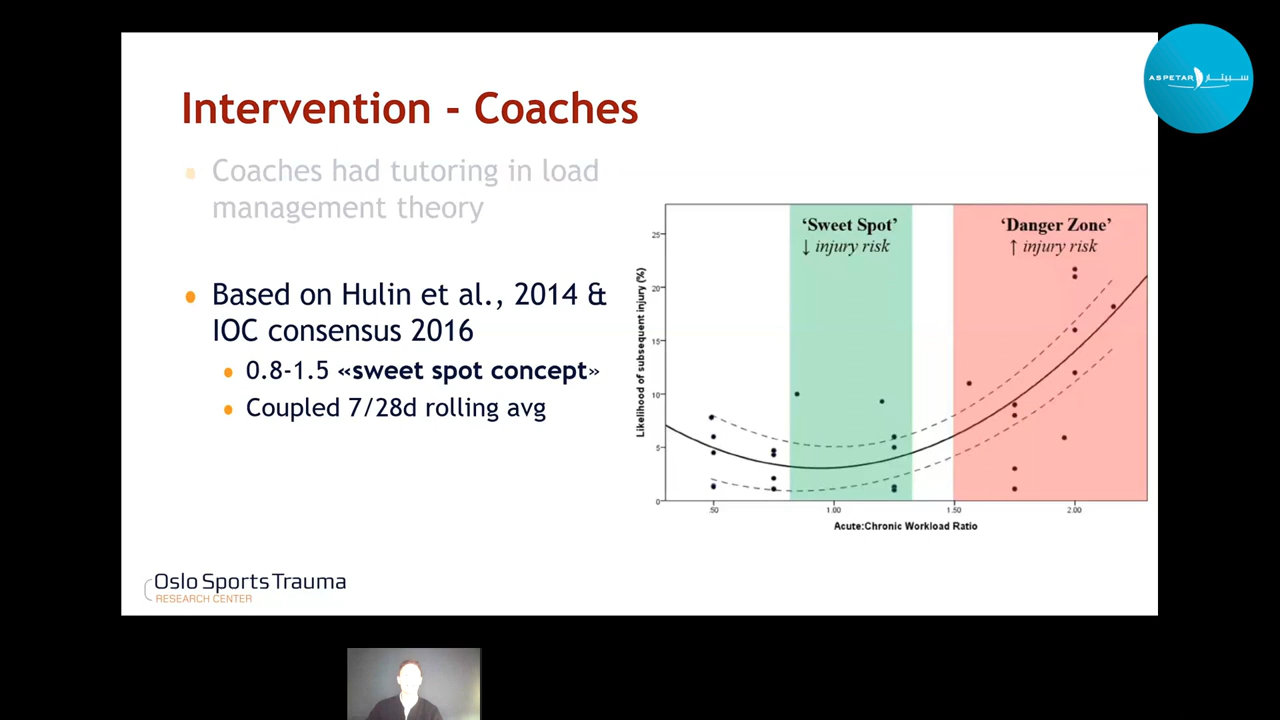 ASPETAR سبيتار
Intervention - Coaches
Coaches had tutoring in load
management theory
Based on Hulin et al., 2014 &
IOC consensus 2016
0.8-1.5 «sweet spot concept»
Coupled 7/28d rolling avg
‘Sweet Spot’
↓ injury risk
‘Danger Zone’
↑ injury risk
Likelihood of subsequent injury (%)
25
20
15
10
5
0
.50
1.00
1.50
2.00
Acute:Chronic Workload Ratio
Oslo Sports Trauma
RESEARCH CENTER